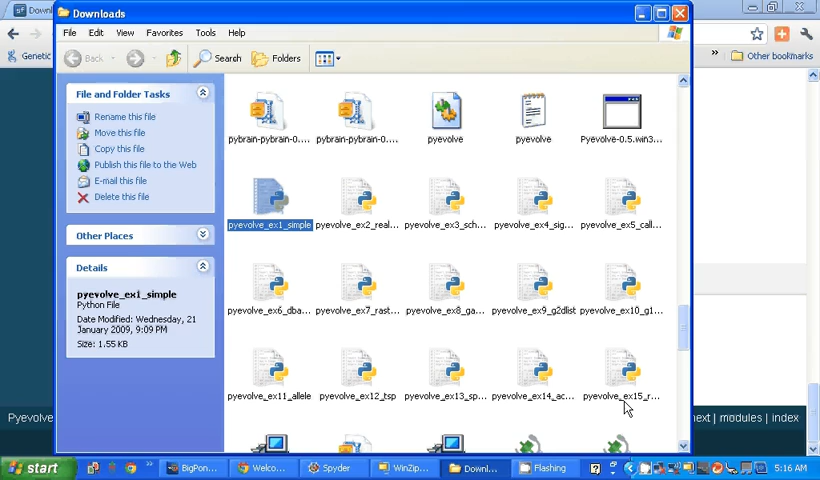 Downl
Downloads
File Edit View Favorites Tools Help
Back Search Folders
Genetic
» Other bookmarks
File and Folder Tasks
Rename this file
Move this file
Copy this file
Publish this file to the Web
E-mail this file
Delete this file
Other Places
Details
pyevolve_ex1_simple
Python File
Date Modified: Wednesday, 21
January 2009, 9:09 PM
Size: 1.55 KB
pybrain-pybrain-0.... pybrain-pybrain-0.... pyevolve pyevolve Pyevolve-0.5.win3...
pyevolve_ex1_simple pyevolve_ex2_real... pyevolve_ex3_sch... pyevolve_ex4_sig... pyevolve_ex5_call...
pyevolve_ex6_dba... pyevolve_ex7_rast... pyevolve_ex8_ga... pyevolve_ex9_g2dlist pyevolve_ex10_g1...
pyevolve_ex11_allele pyevolve_ex12_tsp pyevolve_ex13_sp... pyevolve_ex14_ac... pyevolve_ex15_r...
Pyevolv next | modules | index
start BigPon... Welco... Spyder WinZip... Downl... Flashing 5:16 AM